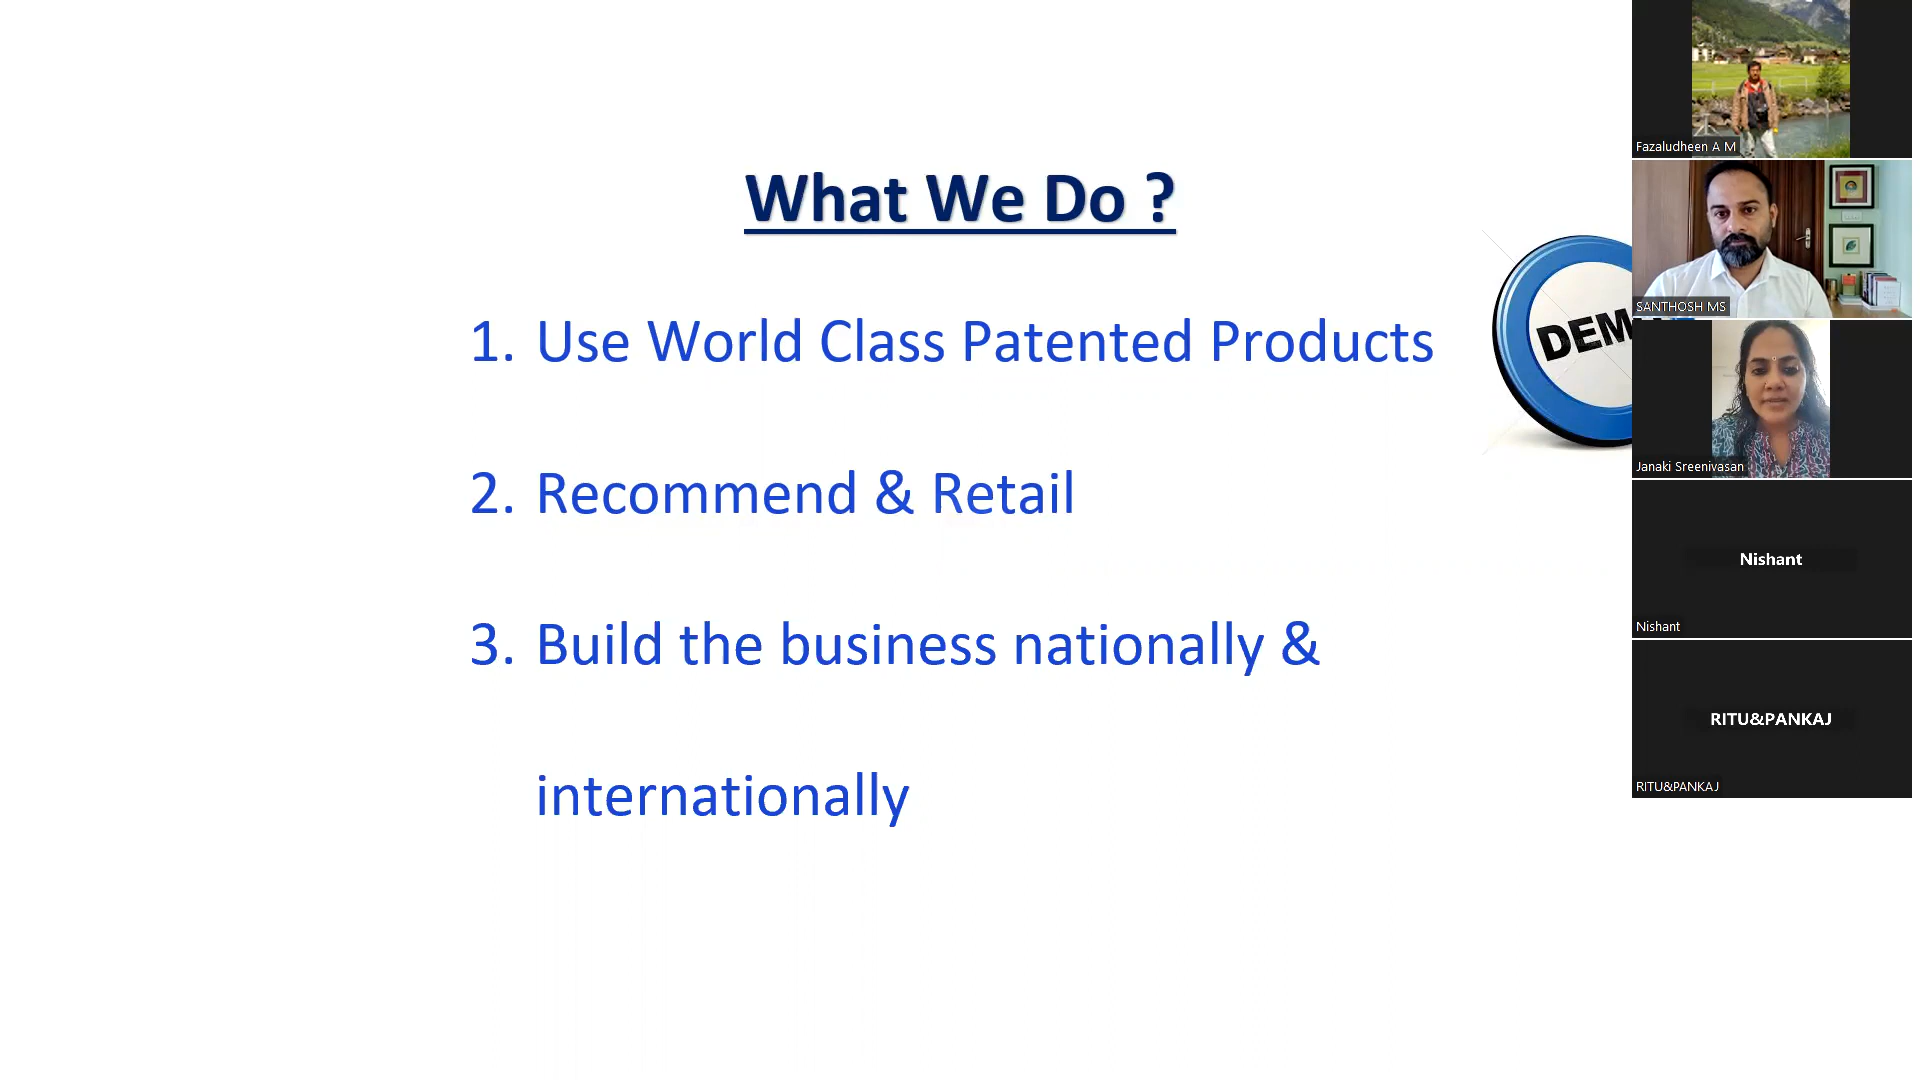 What We Do ?
1. Use World Class Patented Products
2. Recommend & Retail
3. Build the business nationally &
internationally
Fazaludheen A M
SANTHOSH MS
Janaki Sreenivasan
Nishant
Nishant
RITU&PANKAJ
RITU&PANKAJ